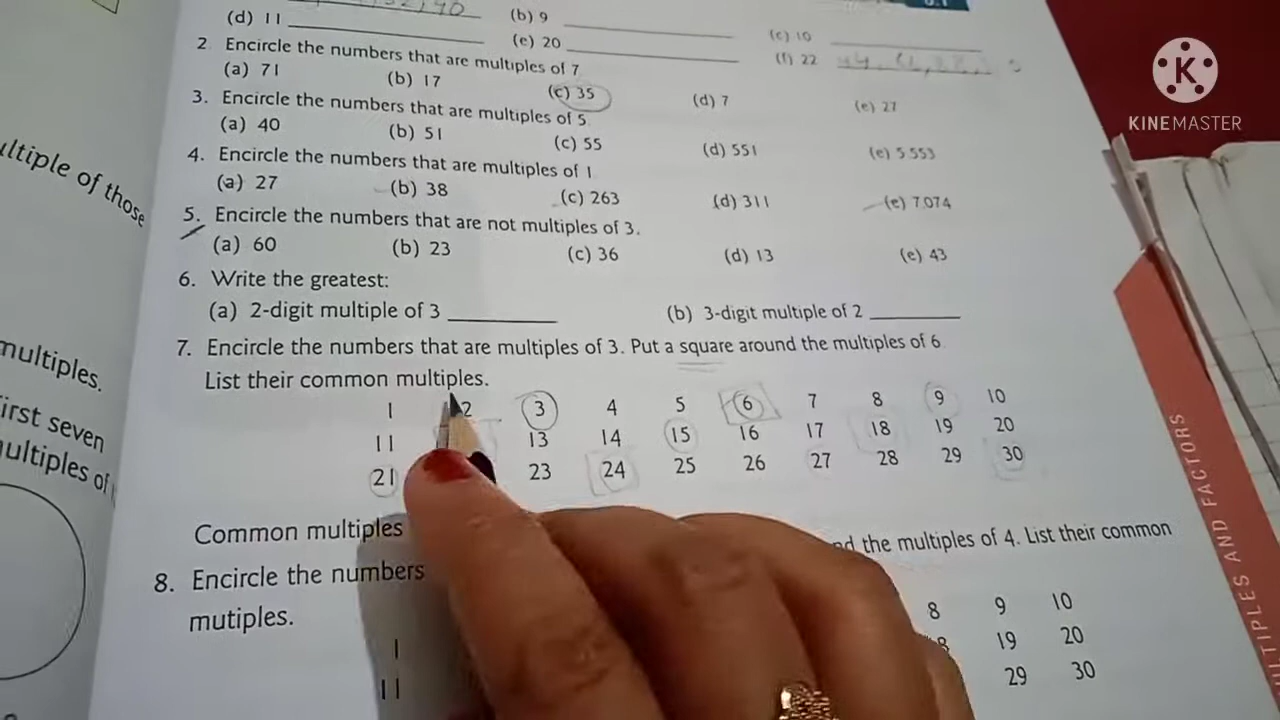 40
(d) 11 (b) 9 (c) 10
(e) 20 (f) 22
2 Encircle the numbers that are multiples of 7
(a) 71 (b) 17 (c) 35 (d) 7 (e) 27
3. Encircle the numbers that are multiples of 5.
(a) 40 (b) 51 (c) 55 (d) 551 (e) 5.553
4. Encircle the numbers that are multiples of 1
(a) 27 (b) 38 (c) 263 (d) 311 (e) 7074
5. Encircle the numbers that are not multiples of 3.
(a) 60 (b) 23 (c) 36 (d) 13 (e) 43
6. Write the greatest:
(a) 2-digit multiple of 3 (b) 3-digit multiple of 2
7. Encircle the numbers that are multiples of 3. Put a square around the multiples of 6
List their common multiples.
1 2 3 4 5 6 7 8 9 10
11 13 14 15 16 17 18 19 20
21 23 24 25 26 27 28 29 30
Common multiples
8. Encircle the numbers the multiples of 4. List their common
mutiples.
1 8 9 10
11 19 20
29 30
ultiple of those
multiples.
irst seven
ultiples of
TIPLES AND FACTORS
KINEMASTER